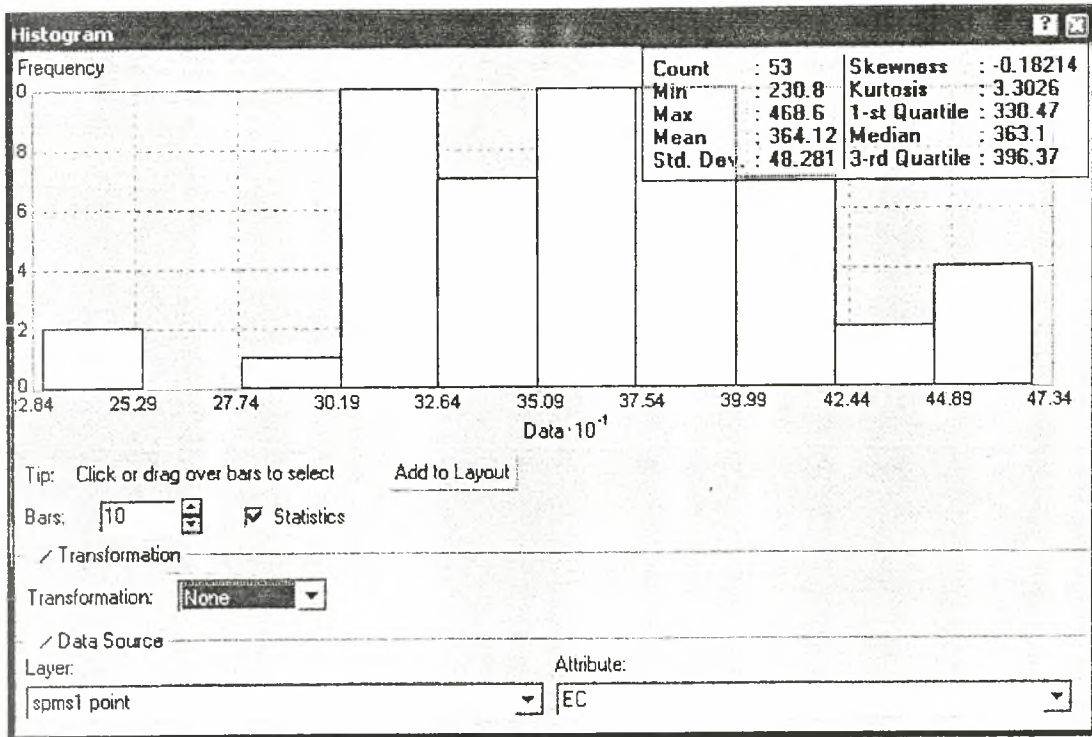 Histogram
Frequency
Count : 53 Skewness : -0.18214
Min : 230.8 Kurtosis : 3.3026
Max : 468.6 1-st Quartile : 330.47
Mean : 364.12 Median : 363.1
Std. Dev. : 48.281 3-rd Quartile : 396.37
0
8
6
4
2
0
2.84 25.29 27.74 30.19 32.64 35.09 37.54 39.99 42.44 44.89 47.34
Data·10⁻¹
Tip: Click or drag over bars to select Add to Layout
Bars: 10 Statistics
Transformation
Transformation: None
Data Source
Layer: Attribute:
spms1 point EC